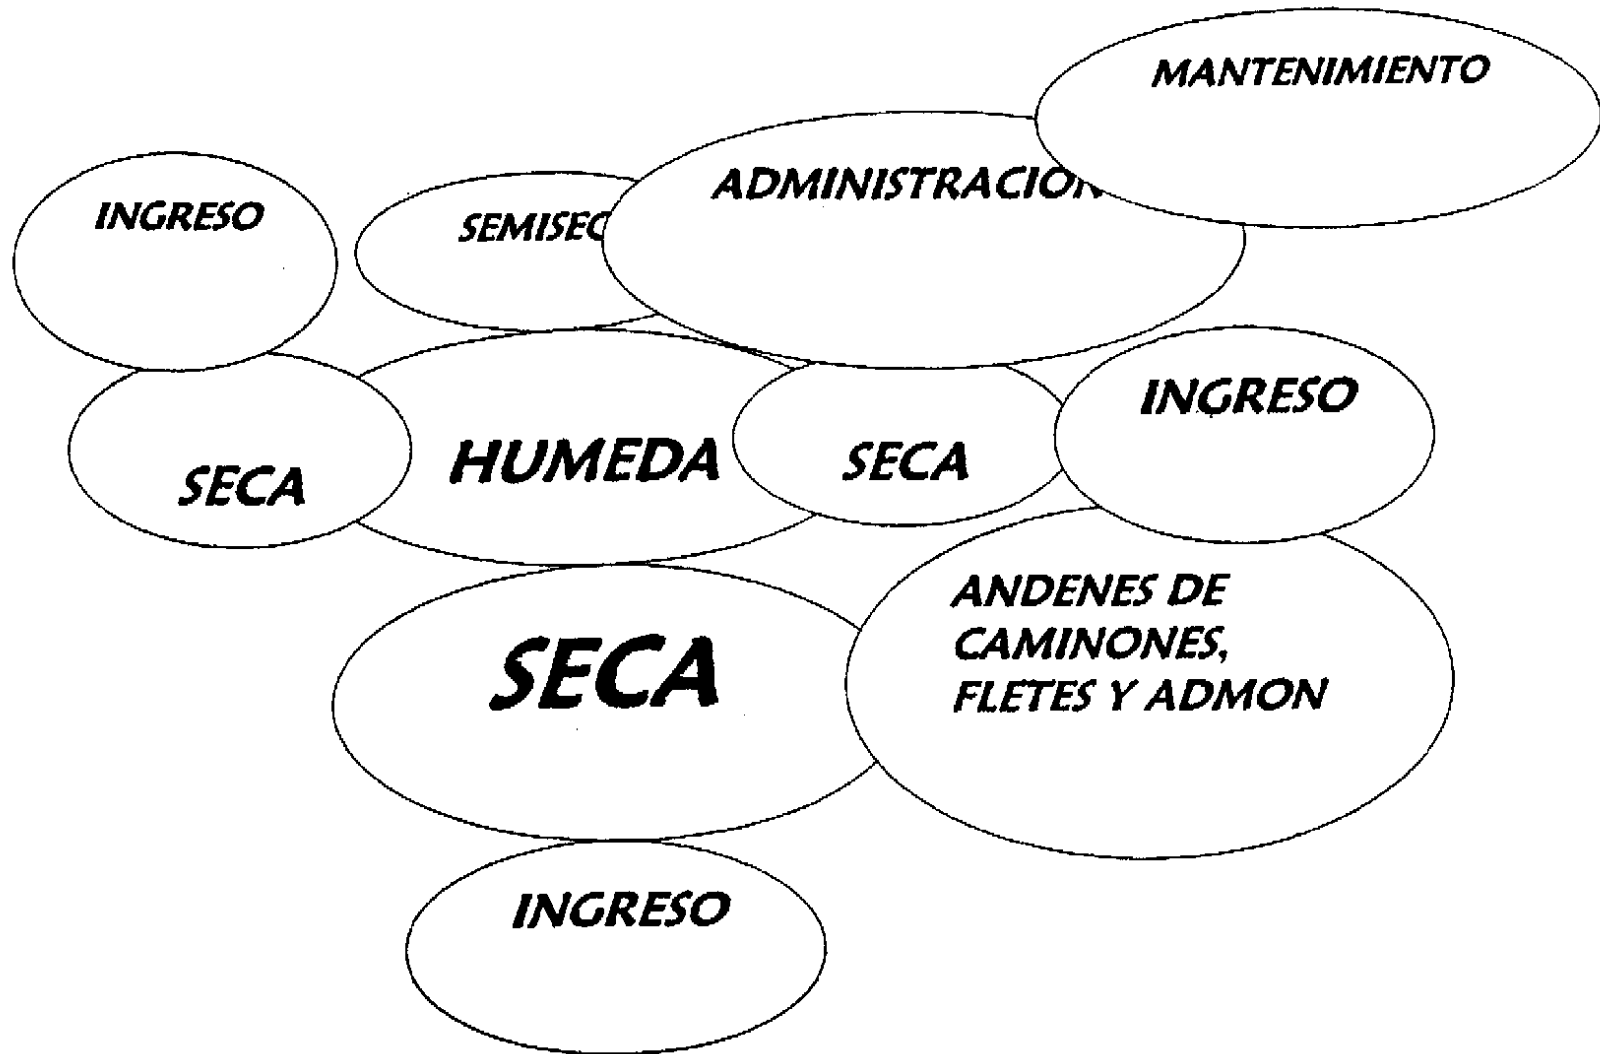 MANTENIMIENTO
ADMINISTRACION
INGRESO
SEMISEC
INGRESO
HUMEDA
SECA
SECA
ANDENES DE
CAMINONES,
FLETES Y ADMON
SECA
INGRESO